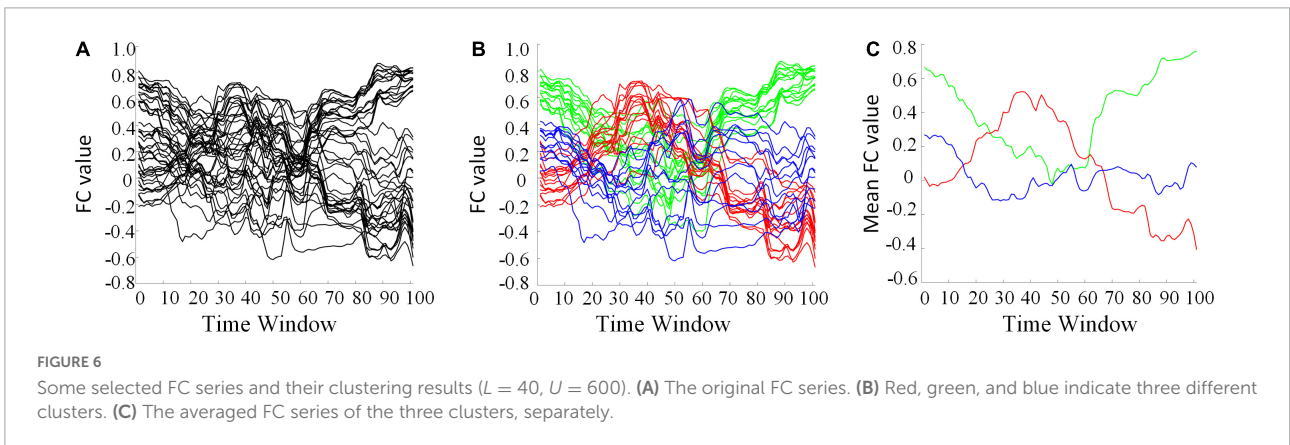 A
1.0
0.8
0.6
0.4
0.2
0
-0.2
-0.4
-0.6
-0.8
FC value
0 10 20 30 40 50 60 70 80 90 100
Time Window
B
1.0
0.8
0.6
0.4
0.2
0
-0.2
-0.4
-0.6
-0.8
FC value
0 10 20 30 40 50 60 70 80 90 100
Time Window
C
0.8
0.6
0.4
0.2
0
-0.2
-0.4
-0.6
Mean FC value
0 10 20 30 40 50 60 70 80 90 100
Time Window
FIGURE 6
Some selected FC series and their clustering results (L = 40, U = 600). (A) The original FC series. (B) Red, green, and blue indicate three different
clusters. (C) The averaged FC series of the three clusters, separately.